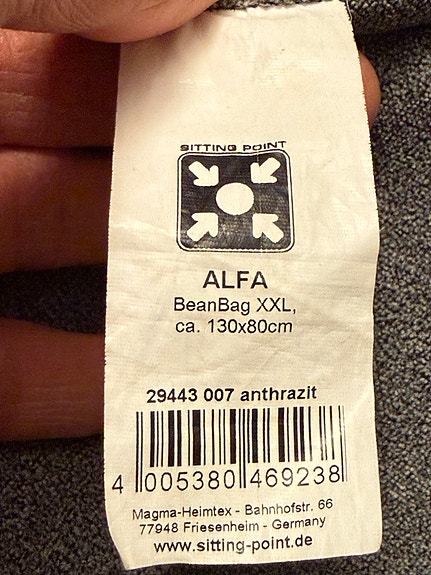 SITTING POINT
ALFA
BeanBag XXL,
ca. 130x80cm
29443 007 anthrazit
4 005380 469238
Magma-Heimtex - Bahnhofstr. 66
77948 Friesenheim - Germany
www.sitting-point.de